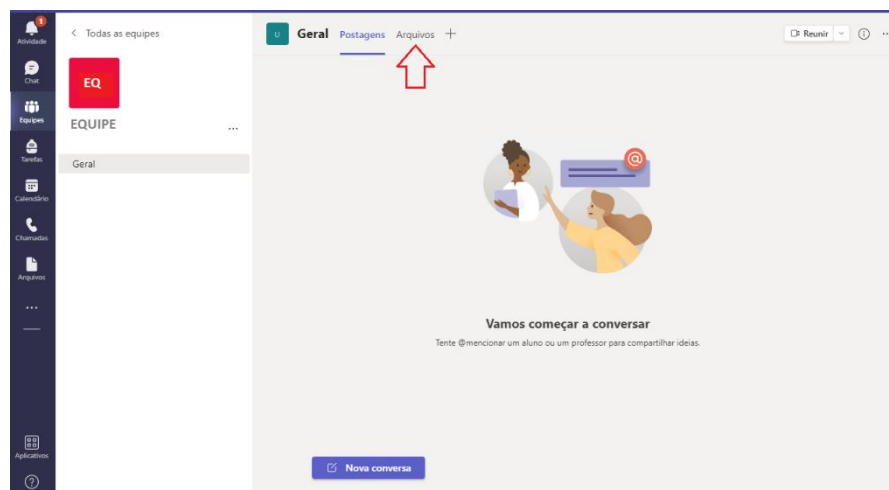 1
Atividade
Chat
Equipes
Tarefas
Calendário
Chamadas
Arquivos
...
Aplicativos
< Todas as equipes
EQ
EQUIPE ...
Geral
U Geral Postagens Arquivos +
Reunir
...
@
Vamos começar a conversar
Tente @mencionar um aluno ou um professor para compartilhar ideias.
Nova conversa